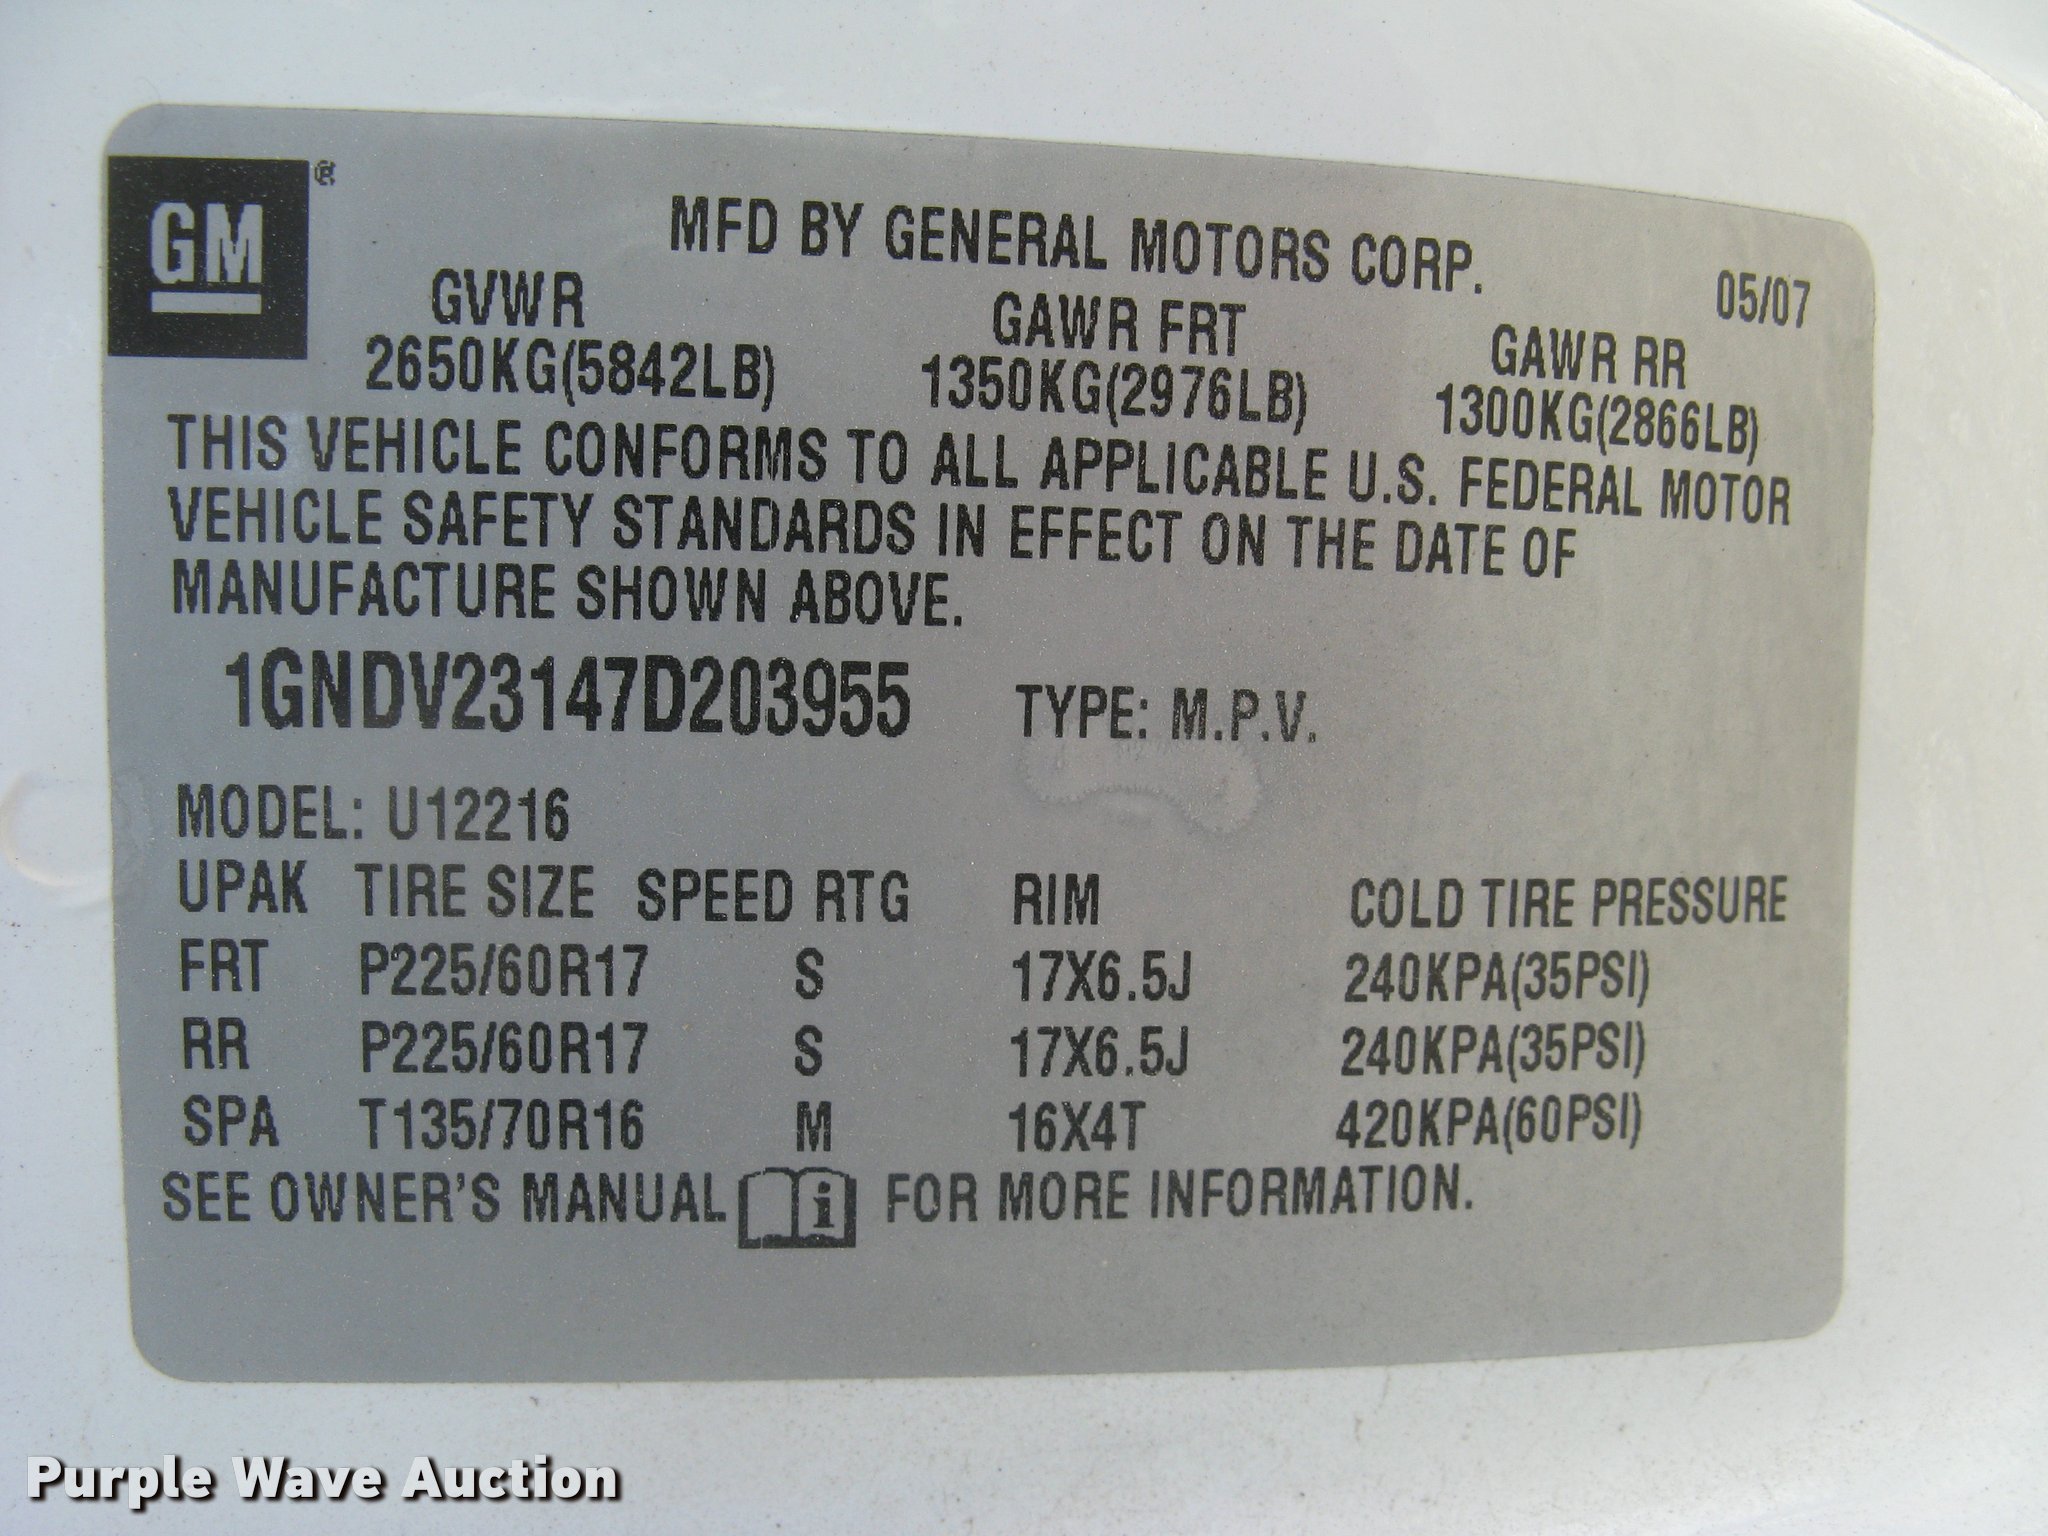 GM®
MFD BY GENERAL MOTORS CORP.
05/07
GVWR GAWR FRT GAWR RR
2650KG(5842LB) 1350KG(2976LB) 1300KG(2866LB)
THIS VEHICLE CONFORMS TO ALL APPLICABLE U.S. FEDERAL MOTOR
VEHICLE SAFETY STANDARDS IN EFFECT ON THE DATE OF
MANUFACTURE SHOWN ABOVE.
1GNDV23147D203955 TYPE: M.P.V.
MODEL: U12216
UPAK TIRE SIZE SPEED RTG RIM COLD TIRE PRESSURE
FRT P225/60R17 S 17X6.5J 240KPA(35PSI)
RR P225/60R17 S 17X6.5J 240KPA(35PSI)
SPA T135/70R16 M 16X4T 420KPA(60PSI)
SEE OWNER'S MANUAL i FOR MORE INFORMATION.
Purple Wave Auction